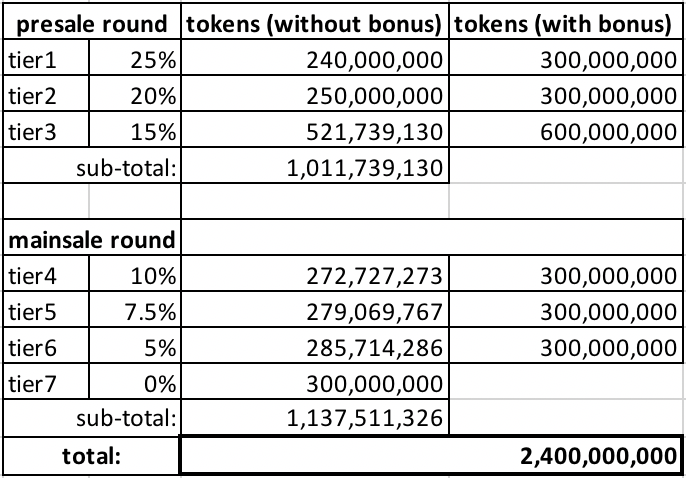 presale round tokens (without bonus) tokens (with bonus)
tier1 25% 240,000,000 300,000,000
tier2 20% 250,000,000 300,000,000
tier3 15% 521,739,130 600,000,000
sub-total: 1,011,739,130
mainsale round
tier4 10% 272,727,273 300,000,000
tier5 7.5% 279,069,767 300,000,000
tier6 5% 285,714,286 300,000,000
tier7 0% 300,000,000
sub-total: 1,137,511,326
total: 2,400,000,000